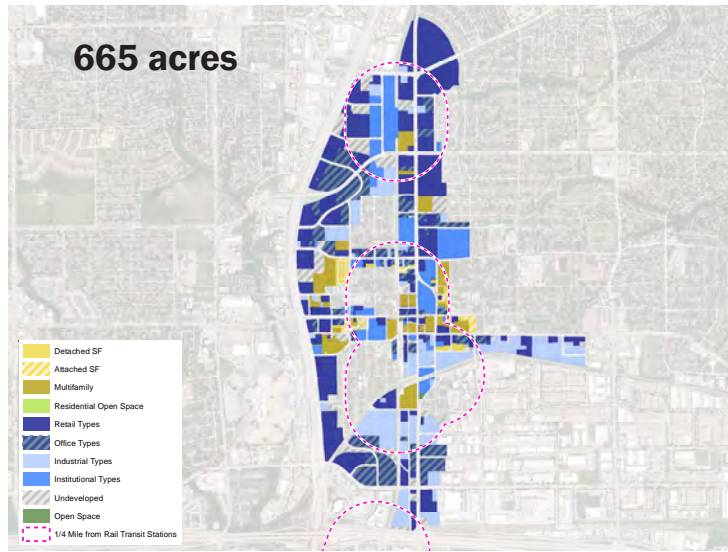 665 acres
Detached SF
Attached SF
Multifamily
Residential Open Space
Retail Types
Office Types
Industrial Types
Institutional Types
Undeveloped
Open Space
1/4 Mile from Rail Transit Stations